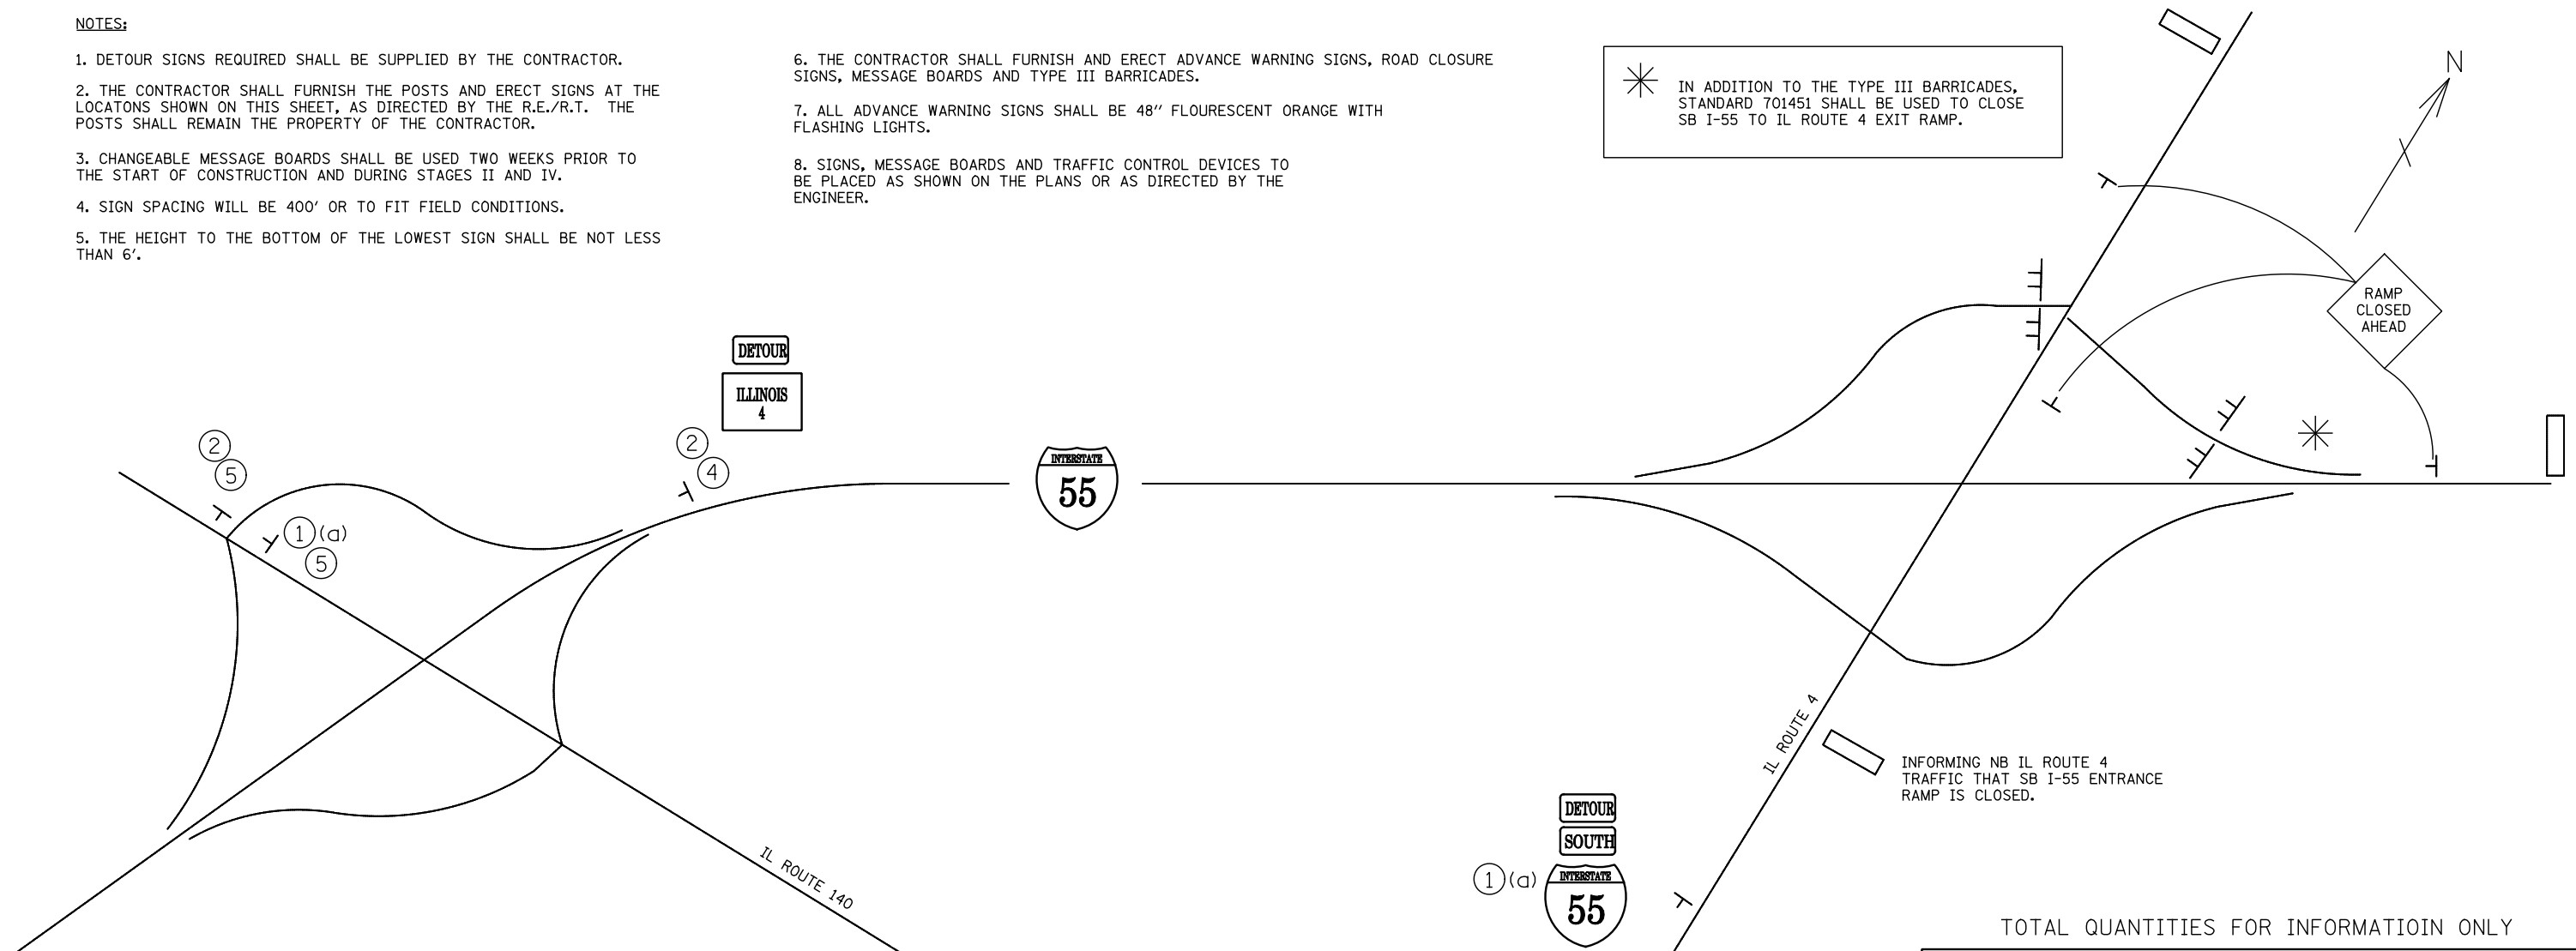 NOTES:
1. DETOUR SIGNS REQUIRED SHALL BE SUPPLIED BY THE CONTRACTOR.
2. THE CONTRACTOR SHALL FURNISH THE POSTS AND ERECT SIGNS AT THE
LOCATONS SHOWN ON THIS SHEET, AS DIRECTED BY THE R.E./R.T. THE
POSTS SHALL REMAIN THE PROPERTY OF THE CONTRACTOR.
3. CHANGEABLE MESSAGE BOARDS SHALL BE USED TWO WEEKS PRIOR TO
THE START OF CONSTRUCTION AND DURING STAGES II AND IV.
4. SIGN SPACING WILL BE 400' OR TO FIT FIELD CONDITIONS.
5. THE HEIGHT TO THE BOTTOM OF THE LOWEST SIGN SHALL BE NOT LESS
THAN 6'.
6. THE CONTRACTOR SHALL FURNISH AND ERECT ADVANCE WARNING SIGNS, ROAD CLOSURE
SIGNS, MESSAGE BOARDS AND TYPE III BARRICADES.
7. ALL ADVANCE WARNING SIGNS SHALL BE 48" FLOURESCENT ORANGE WITH
FLASHING LIGHTS.
8. SIGNS, MESSAGE BOARDS AND TRAFFIC CONTROL DEVICES TO
BE PLACED AS SHOWN ON THE PLANS OR AS DIRECTED BY THE
ENGINEER.
IN ADDITION TO THE TYPE III BARRICADES,
STANDARD 701451 SHALL BE USED TO CLOSE
SB I-55 TO IL ROUTE 4 EXIT RAMP.
N
RAMP
CLOSED
AHEAD
DETOUR
ILLINOIS
4
2
5
2
4
1 (a)
5
INTERSTATE
55
IL ROUTE 140
IL ROUTE 4
INFORMING NB IL ROUTE 4
TRAFFIC THAT SB I-55 ENTRANCE
RAMP IS CLOSED.
DETOUR
SOUTH
1 (a)
INTERSTATE
55
TOTAL QUANTITIES FOR INFORMATIOIN ONLY